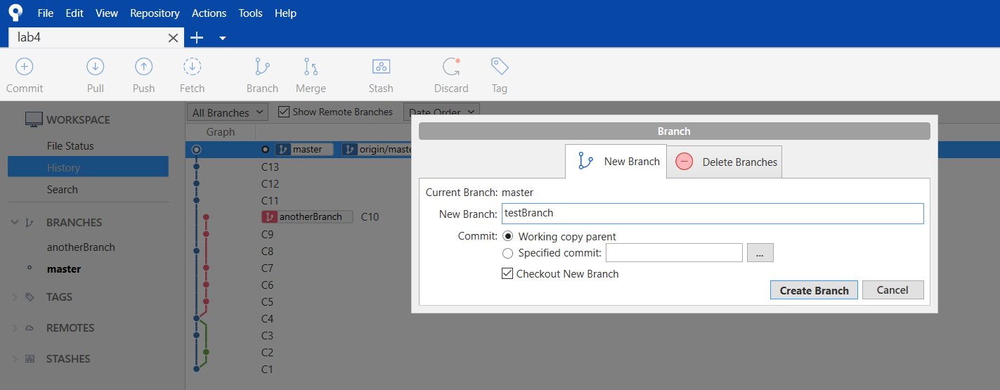 File Edit View Repository Actions Tools Help
lab4
Commit Pull Push Fetch Branch Merge Stash Discard Tag
WORKSPACE
File Status
History
Search
BRANCHES
anotherBranch
master
TAGS
REMOTES
STASHES
All Branches Show Remote Branches Date Order
Graph
master origin/maste
C13
C12
C11
anotherBranch C10
C9
C8
C7
C6
C5
C4
C3
C2
C1
Branch
New Branch Delete Branches
Current Branch: master
New Branch: testBranch
Commit: Working copy parent
Specified commit: ...
Checkout New Branch
Create Branch Cancel